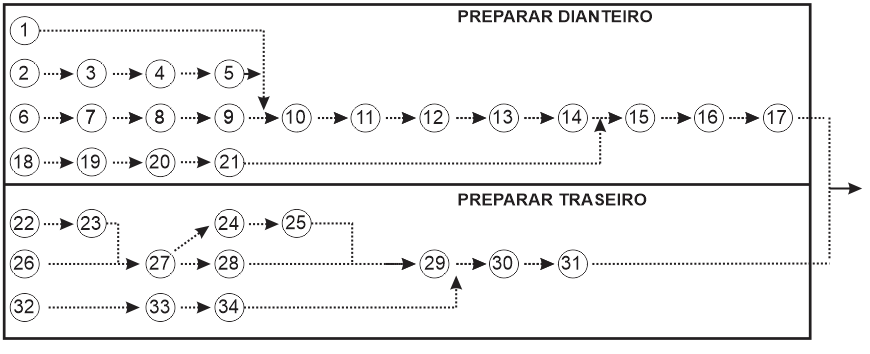 PREPARAR DIANTEIRO
1
2 3 4 5
6 7 8 9 10 11 12 13 14 15 16 17
18 19 20 21
PREPARAR TRASEIRO
22 23 24 25
26 27 28 29 30 31
32 33 34